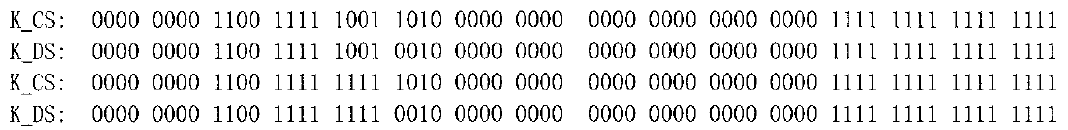 K_CS: 0000 0000 1100 1111 1001 1010 0000 0000 0000 0000 0000 0000 1111 1111 1111 1111
K_DS: 0000 0000 1100 1111 1001 0010 0000 0000 0000 0000 0000 0000 1111 1111 1111 1111
K_CS: 0000 0000 1100 1111 1111 1010 0000 0000 0000 0000 0000 0000 1111 1111 1111 1111
K_DS: 0000 0000 1100 1111 1111 0010 0000 0000 0000 0000 0000 0000 1111 1111 1111 1111